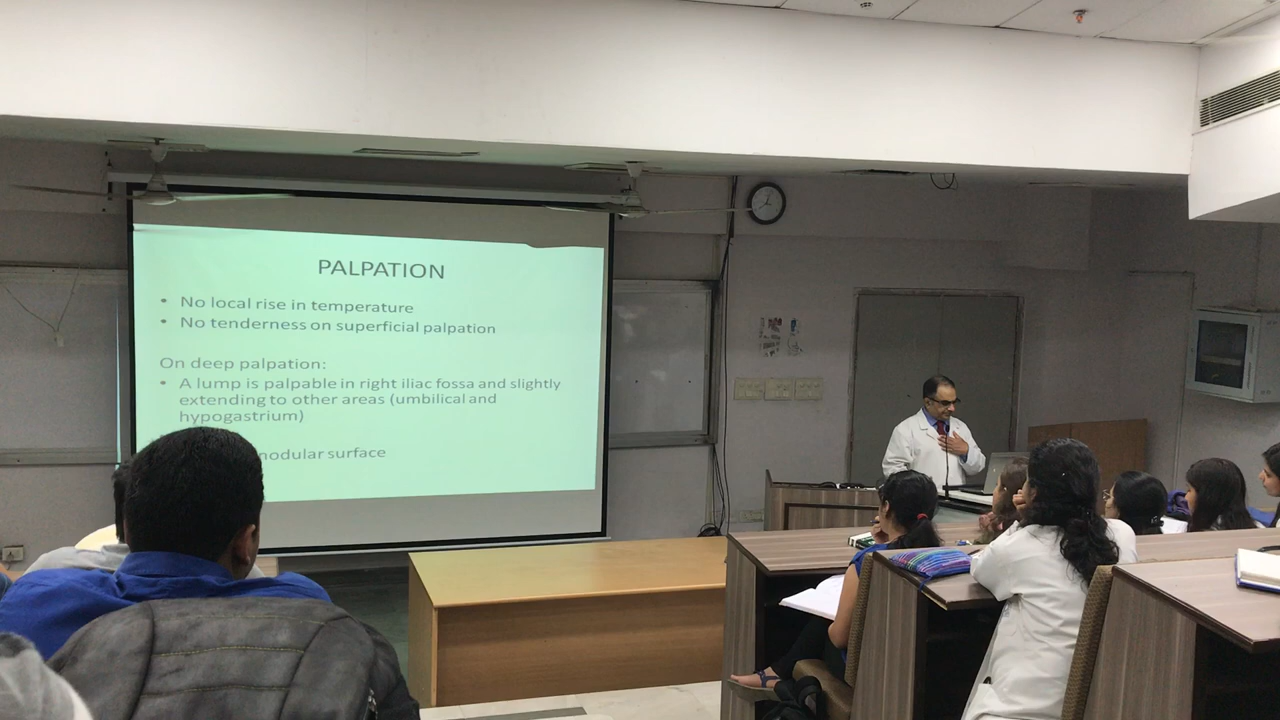 PALPATION
• No local rise in temperature
• No tenderness on superficial palpation
On deep palpation:
• A lump is palpable in right iliac fossa and slightly
extending to other areas (umbilical and
hypogastrium)
nodular surface